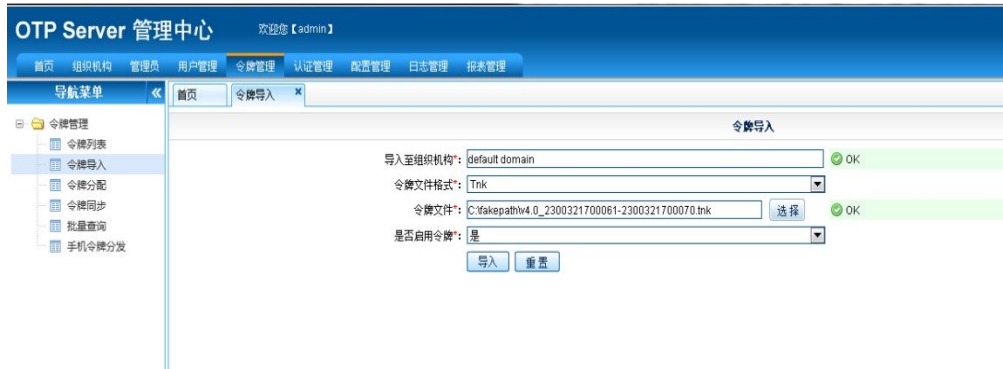 OTP Server 管理中心 欢迎您【admin】
首页 组织机构 管理员 用户管理 令牌管理 认证管理 配置管理 日志管理 报表管理
导航菜单 « 首页 令牌导入 ×
令牌管理
令牌列表
令牌导入
令牌分配
令牌同步
批量查询
手机令牌分发
令牌导入
导入至组织机构*: default domain OK
令牌文件格式*: Tnk
令牌文件*: C:\fakepath\v4.0_2300321700061-2300321700070.tnk 选择 OK
是否启用令牌*: 是
导入 重置